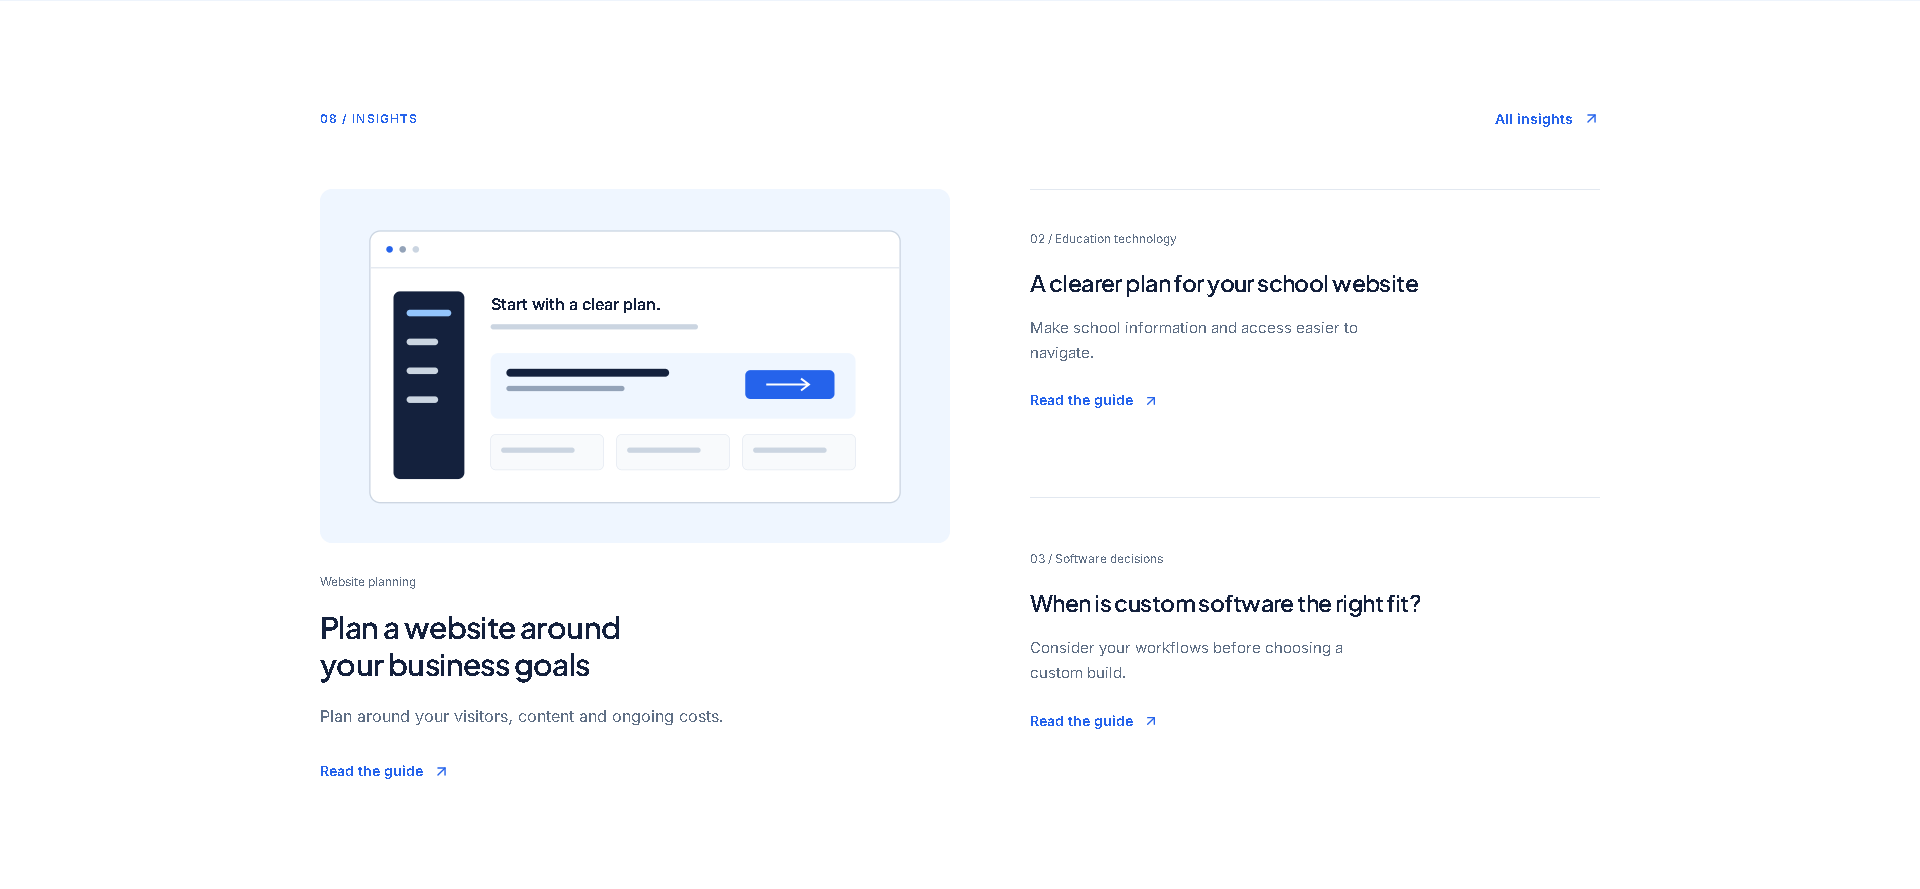 08 / INSIGHTS
All insights
Start with a clear plan.
Website planning
Plan a website around
your business goals
Plan around your visitors, content and ongoing costs.
Read the guide
02 / Education technology
A clearer plan for your school website
Make school information and access easier to
navigate.
Read the guide
03 / Software decisions
When is custom software the right fit?
Consider your workflows before choosing a
custom build.
Read the guide